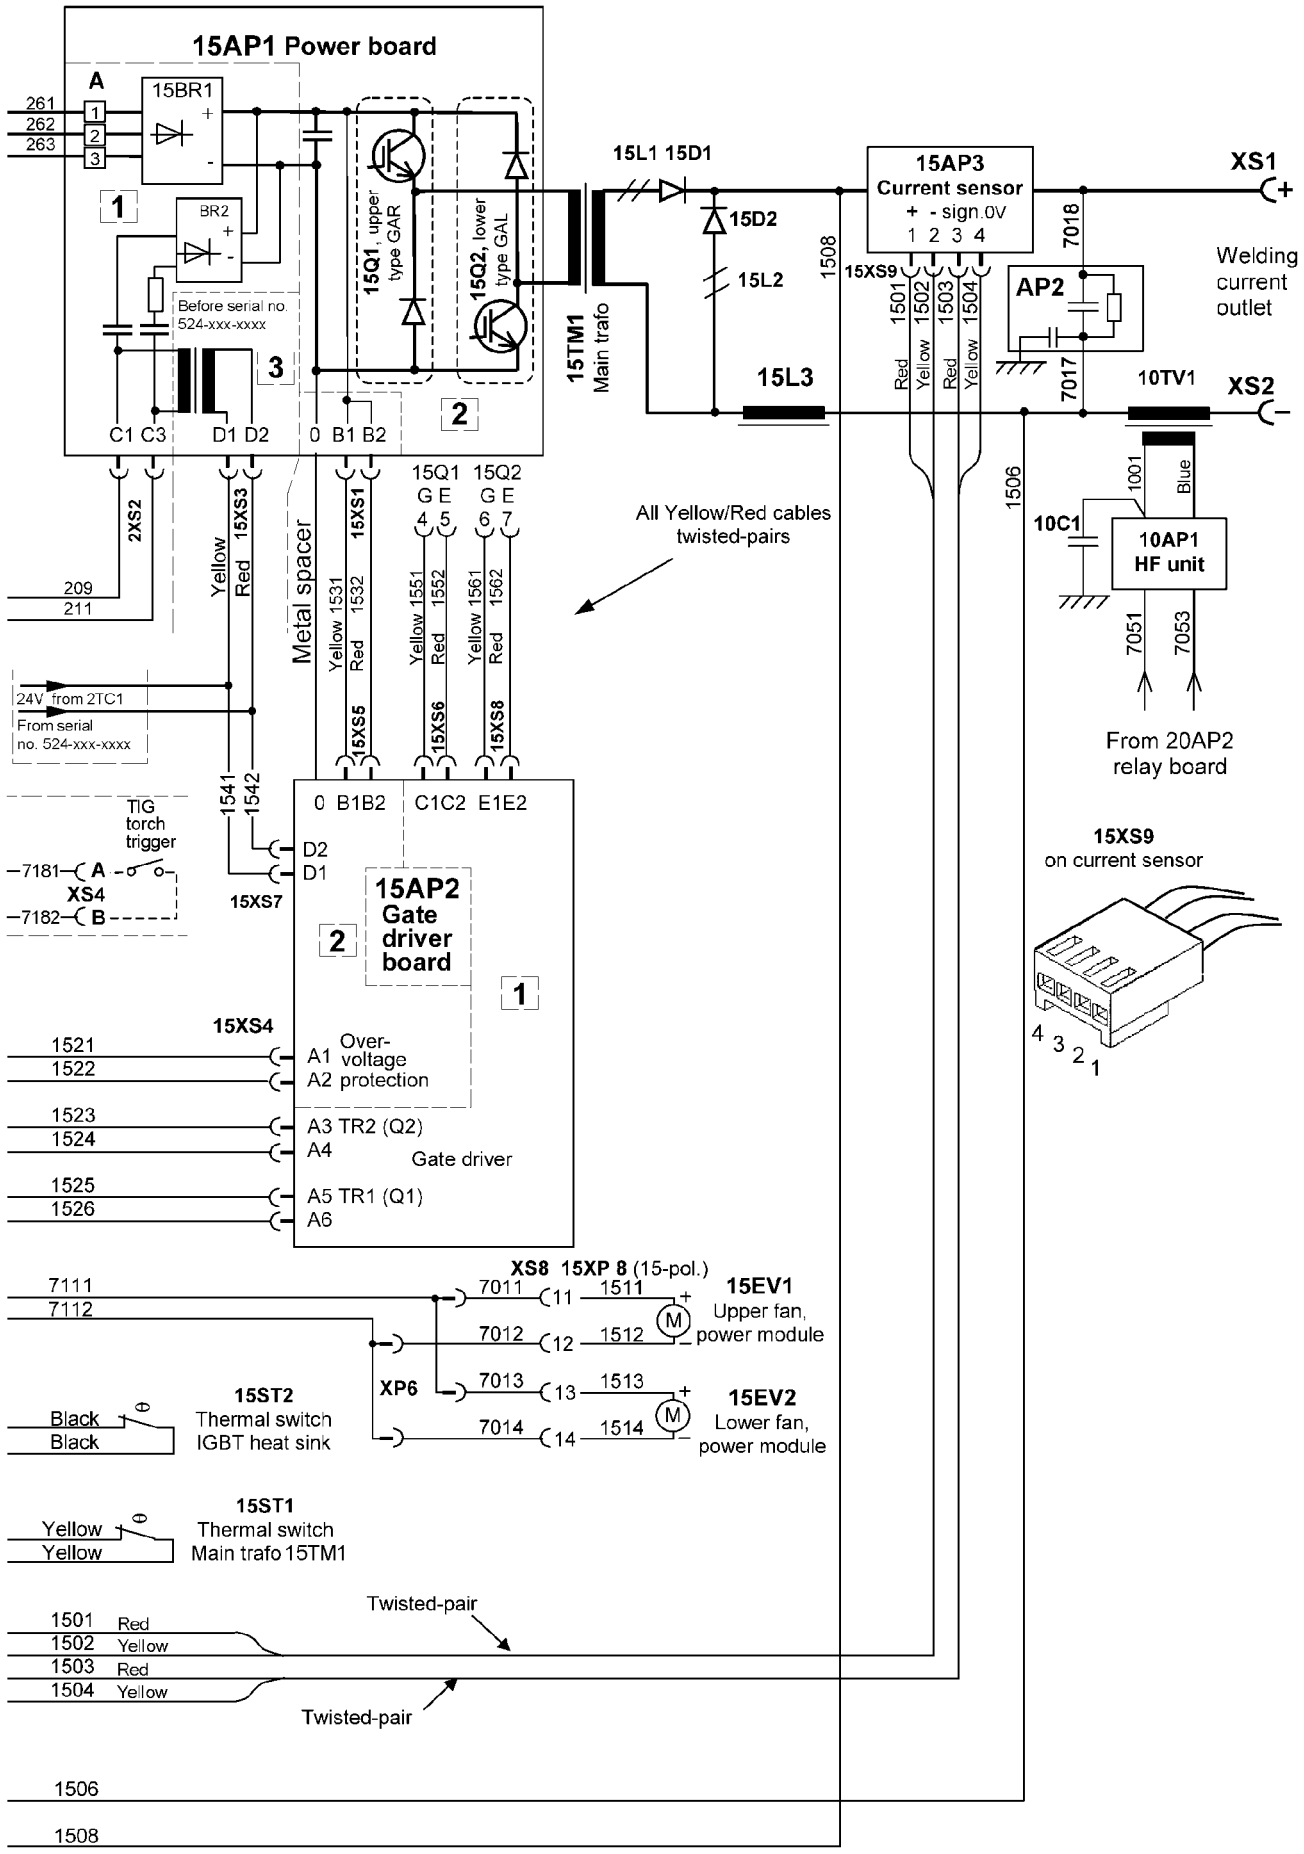 15AP1 Power board
A
261
262
263
1
2
3
15BR1
+
-
1
BR2
+
-
Before serial no.
524-xxx-xxxx
3
15Q1, upper
type GAR
15Q2, lower
type GAL
2
C1 C3 D1 D2 0 B1 B2
15TM1
Main trafo
15L1 15D1
15D2
15L2
15L3
1508
15AP3
Current sensor
+ - sign.0V
1 2 3 4
15XS9
1501
1502
1503
1504
Red
Yellow
Red
Yellow
XS1
+
7018
AP2
7017
Welding
current
outlet
10TV1
XS2
-
1506
1001
Blue
10C1
10AP1
HF unit
7051
7053
From 20AP2
relay board
2XS2
15XS3
Yellow
Red
209
211
Metal spacer
15XS1
Yellow 1531
Red 1532
15XS5
15Q1
G E
4 5
15Q2
G E
6 7
Yellow 1551
Red 1552
15XS6
Yellow 1561
Red 1562
15XS8
All Yellow/Red cables
twisted-pairs
24V from 2TC1
From serial
no. 524-xxx-xxxx
1541
1542
TIG
torch
trigger
7181
A
XS4
7182
B
15XS7
0 B1B2 C1C2 E1E2
D2
D1
15AP2
Gate
driver
board
2
1
15XS4
1521
1522
A1
A2
Over-
voltage
protection
1523
1524
A3 TR2 (Q2)
A4
Gate driver
1525
1526
A5 TR1 (Q1)
A6
15XS9
on current sensor
4
3
2
1
XS8 15XP 8 (15-pol.)
7111
7112
7011
11
1511
7012
12
1512
+
M
-
15EV1
Upper fan,
power module
XP6
7013
13
1513
7014
14
1514
+
M
-
15EV2
Lower fan,
power module
Black
Black
θ
15ST2
Thermal switch
IGBT heat sink
Yellow
Yellow
θ
15ST1
Thermal switch
Main trafo 15TM1
Twisted-pair
1501 Red
1502 Yellow
1503 Red
1504 Yellow
Twisted-pair
1506
1508